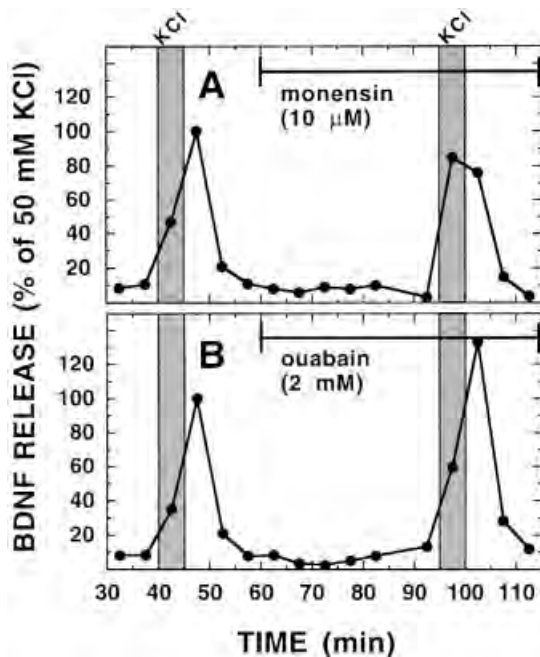 KCl
KCl
BDNF RELEASE (% of 50 mM KCl)
A
monensin
(10 µM)
120
100
80
60
40
20
B
ouabain
(2 mM)
120
100
80
60
40
20
30 40 50 60 70 80 90 100 110
TIME (min)